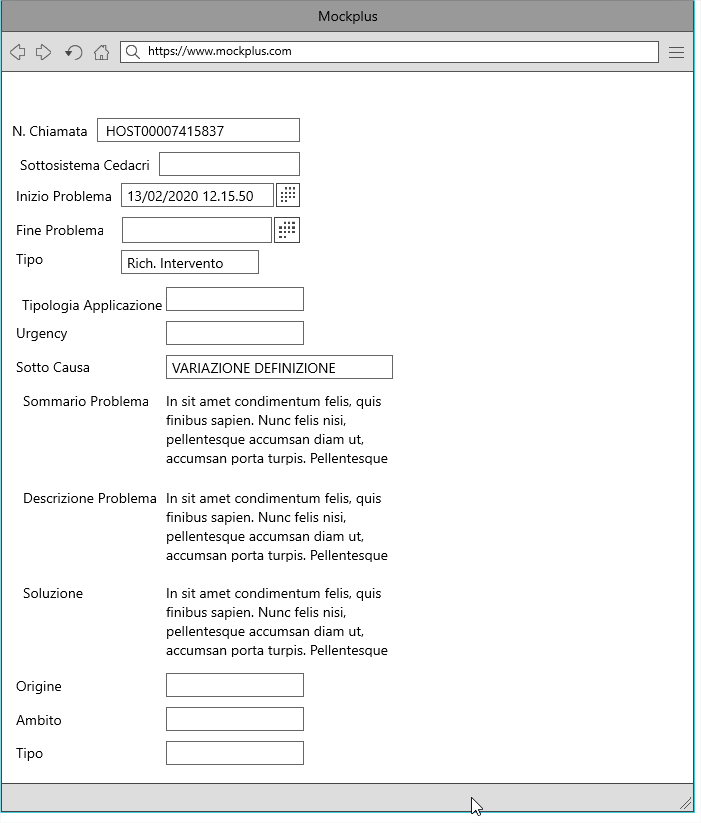 Mockplus
https://www.mockplus.com
N. Chiamata HOST00007415837
Sottosistema Cedacri
Inizio Problema 13/02/2020 12.15.50
Fine Problema
Tipo Rich. Intervento
Tipologia Applicazione
Urgency
Sotto Causa VARIAZIONE DEFINIZIONE
Sommario Problema In sit amet condimentum felis, quis
finibus sapien. Nunc felis nisi,
pellentesque accumsan diam ut,
accumsan porta turpis. Pellentesque
Descrizione Problema In sit amet condimentum felis, quis
finibus sapien. Nunc felis nisi,
pellentesque accumsan diam ut,
accumsan porta turpis. Pellentesque
Soluzione In sit amet condimentum felis, quis
finibus sapien. Nunc felis nisi,
pellentesque accumsan diam ut,
accumsan porta turpis. Pellentesque
Origine
Ambito
Tipo